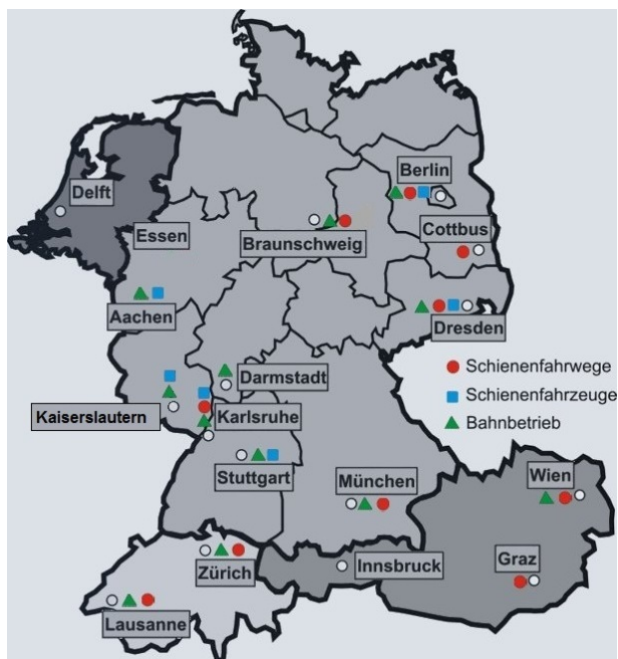 Berlin
Delft
Cottbus
Essen
Braunschweig
Aachen
Dresden
Schienenfahrwege
Darmstadt
Schienenfahrzeuge
Kaiserslautern
Karlsruhe
Bahnbetrieb
Stuttgart
München
Wien
Zürich
Innsbruck
Graz
Lausanne